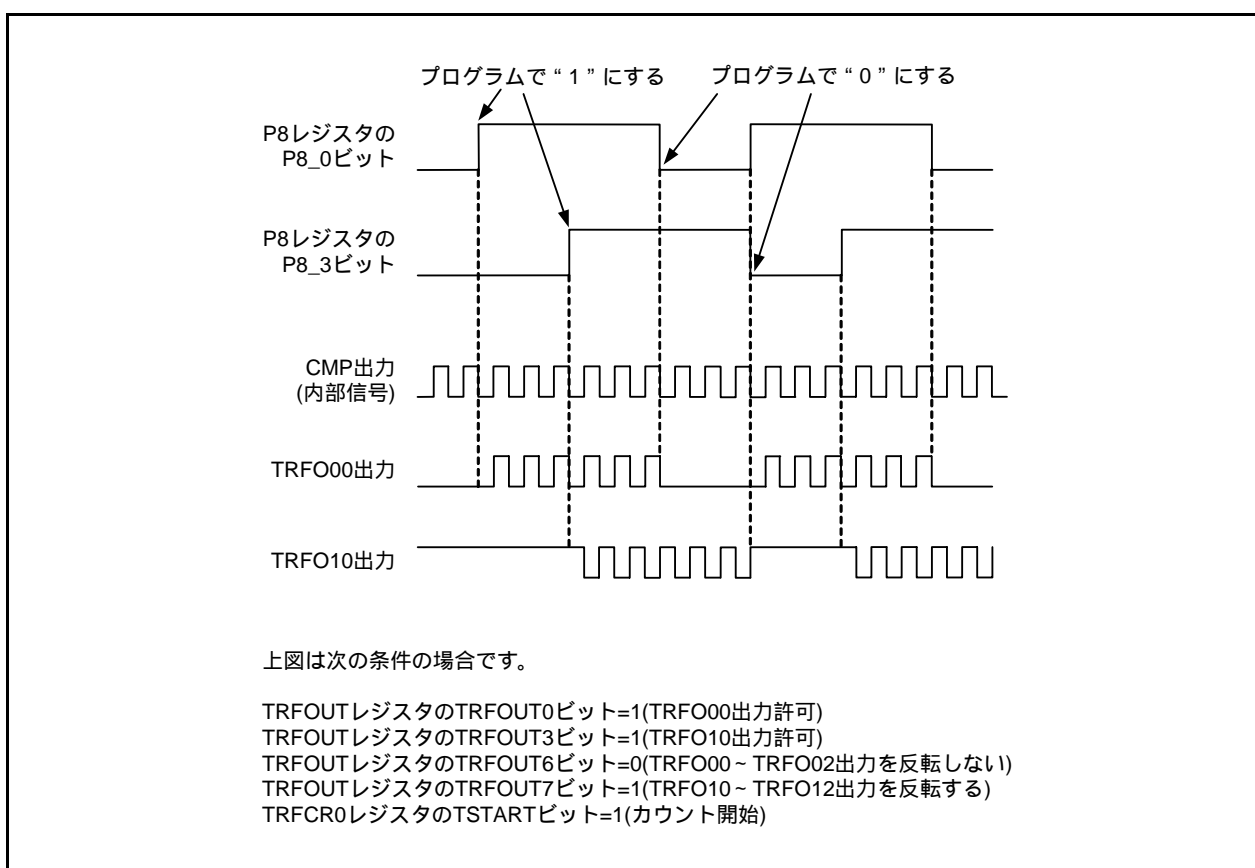 プログラムで“1”にする
プログラムで“0”にする
P8レジスタの
P8_0ビット
P8レジスタの
P8_3ビット
CMP出力
(内部信号)
TRFO00出力
TRFO10出力
上図は次の条件の場合です。
TRFOUTレジスタのTRFOUT0ビット=1(TRFO00出力許可)
TRFOUTレジスタのTRFOUT3ビット=1(TRFO10出力許可)
TRFOUTレジスタのTRFOUT6ビット=0(TRFO00~TRFO02出力を反転しない)
TRFOUTレジスタのTRFOUT7ビット=1(TRFO10~TRFO12出力を反転する)
TRFCR0レジスタのTSTARTビット=1(カウント開始)